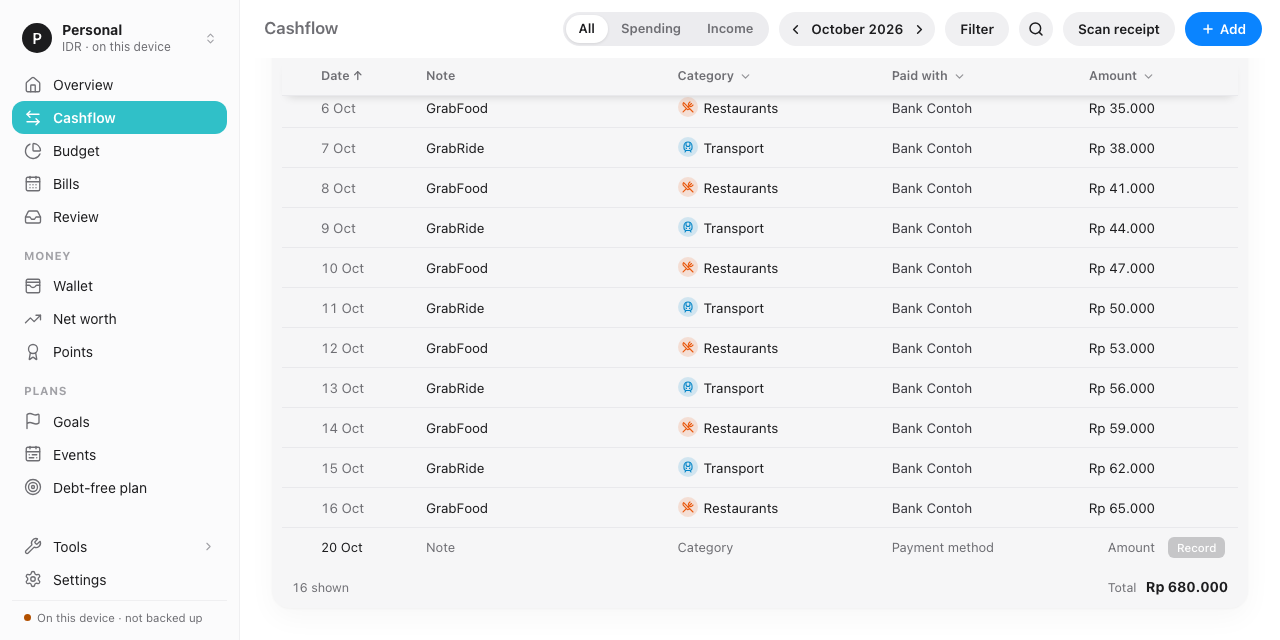 P
Personal
IDR · on this device
Overview
Cashflow
Budget
Bills
Review
MONEY
Wallet
Net worth
Points
PLANS
Goals
Events
Debt-free plan
Tools
Settings
On this device · not backed up
Cashflow
All Spending Income
October 2026
Filter
Scan receipt
+ Add
Date ↑ Note Category Paid with Amount
6 Oct GrabFood Restaurants Bank Contoh Rp 35.000
7 Oct GrabRide Transport Bank Contoh Rp 38.000
8 Oct GrabFood Restaurants Bank Contoh Rp 41.000
9 Oct GrabRide Transport Bank Contoh Rp 44.000
10 Oct GrabFood Restaurants Bank Contoh Rp 47.000
11 Oct GrabRide Transport Bank Contoh Rp 50.000
12 Oct GrabFood Restaurants Bank Contoh Rp 53.000
13 Oct GrabRide Transport Bank Contoh Rp 56.000
14 Oct GrabFood Restaurants Bank Contoh Rp 59.000
15 Oct GrabRide Transport Bank Contoh Rp 62.000
16 Oct GrabFood Restaurants Bank Contoh Rp 65.000
20 Oct Note Category Payment method Amount Record
16 shown Total Rp 680.000